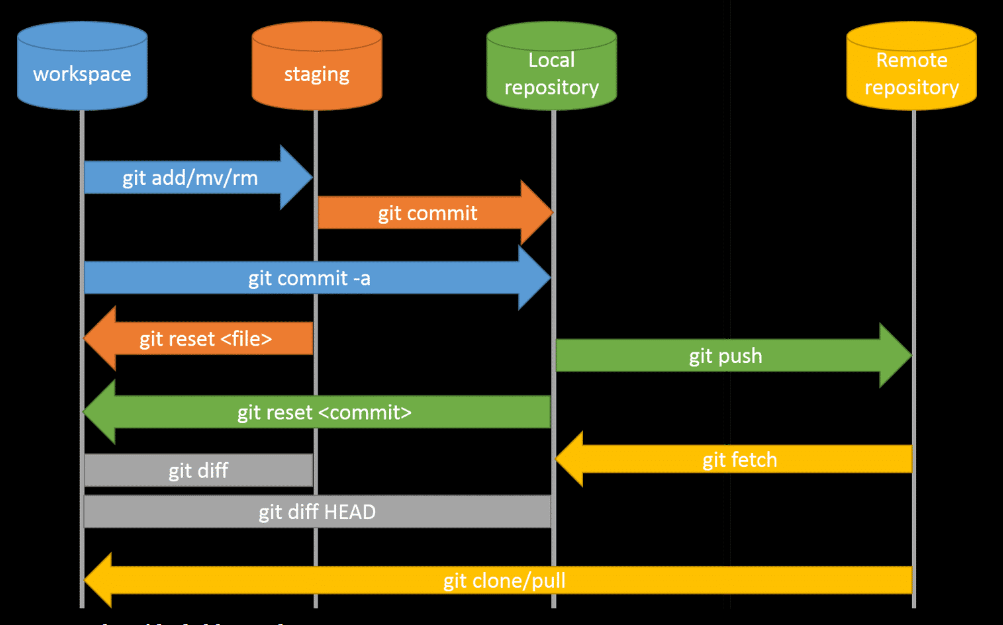 workspace
staging
Local
repository
Remote
repository
git add/mv/rm
git commit
git commit -a
git reset <file>
git push
git reset <commit>
git fetch
git diff
git diff HEAD
git clone/pull